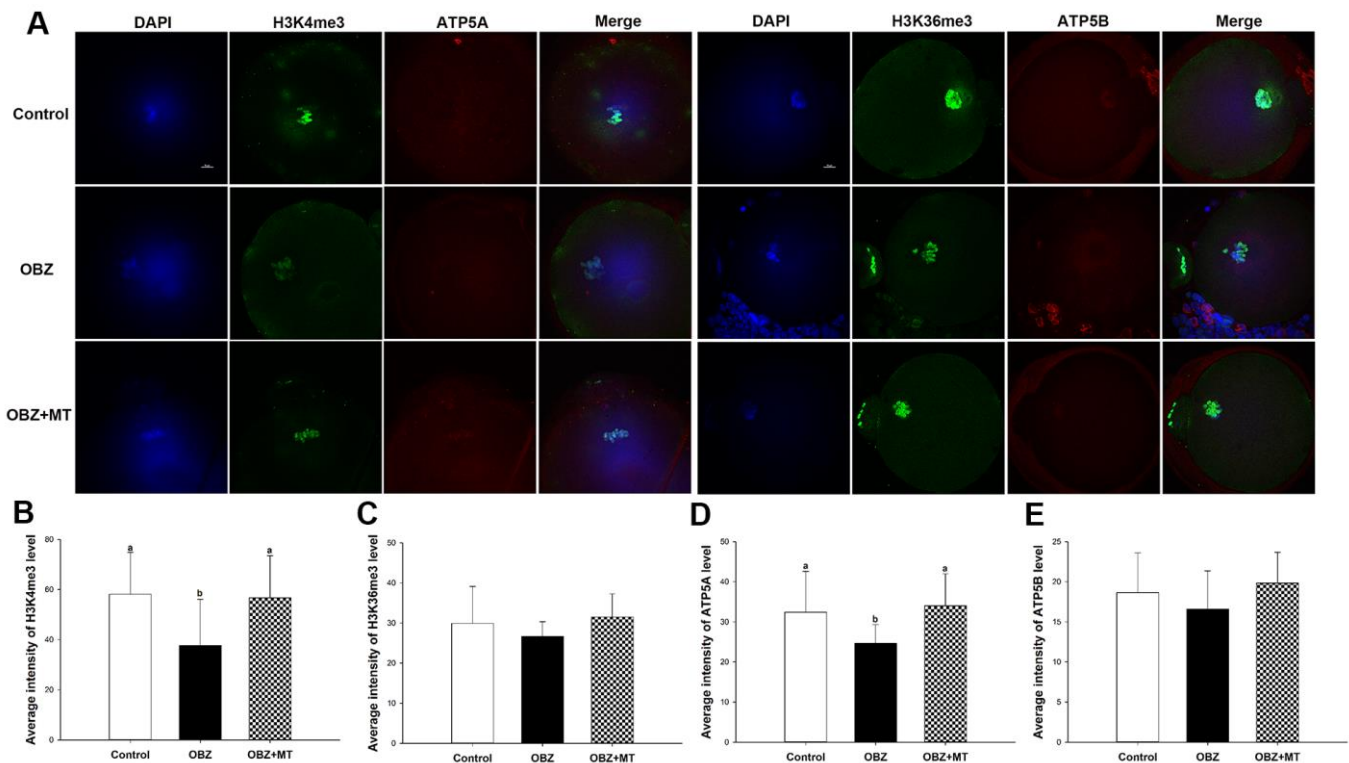 A
DAPI H3K4me3 ATP5A Merge DAPI H3K36me3 ATP5B Merge
Control
OBZ
OBZ+MT
B
Average intensity of H3K4me3 level
80
60
40
20
0
a
b
a
Control OBZ OBZ+MT
C
Average intensity of H3K36me3 level
50
40
30
20
10
0
Control OBZ OBZ+MT
D
Average intensity of ATP5A level
50
40
30
20
10
0
a
b
a
Control OBZ OBZ+MT
E
Average intensity of ATP5B level
25
20
15
10
5
0
Control OBZ OBZ+MT